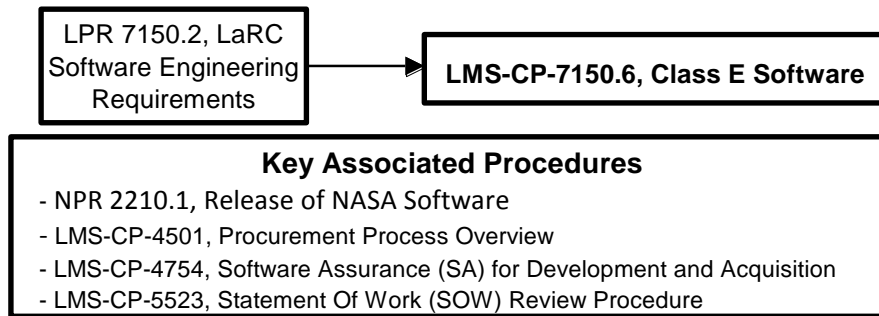 LPR 7150.2, LaRC
Software Engineering
Requirements
LMS-CP-7150.6, Class E Software
Key Associated Procedures
- NPR 2210.1, Release of NASA Software
- LMS-CP-4501, Procurement Process Overview
- LMS-CP-4754, Software Assurance (SA) for Development and Acquisition
- LMS-CP-5523, Statement Of Work (SOW) Review Procedure